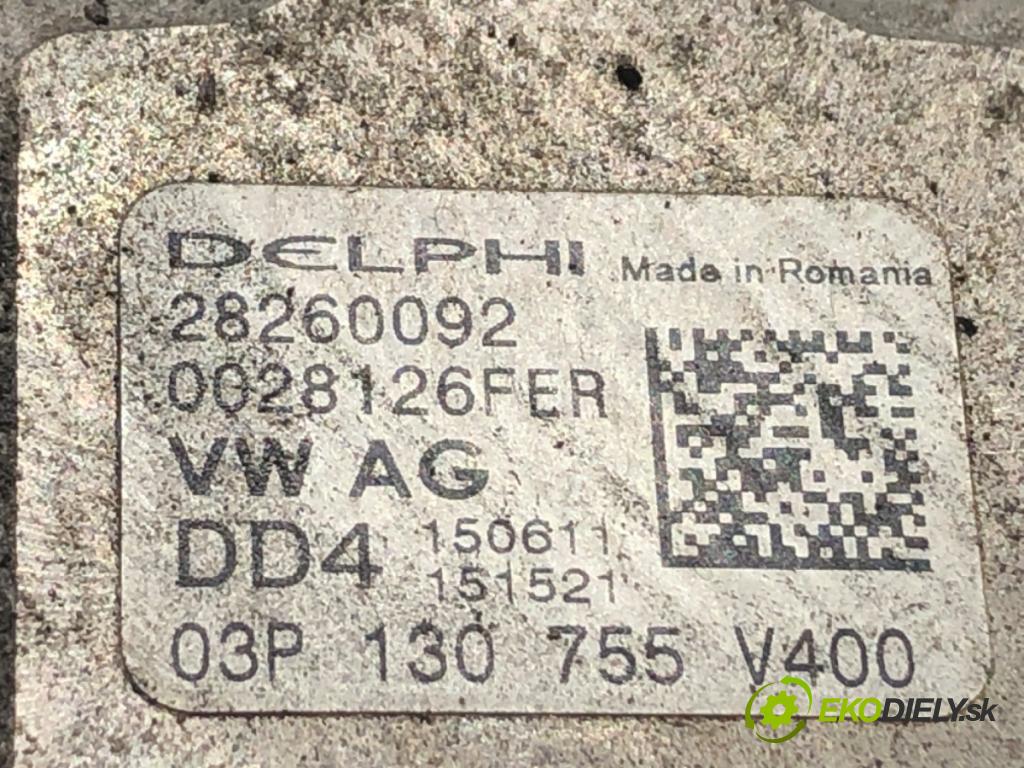 DELPHI Made in Romania
28260092
0028126FER
VW AG
DD4 150611
151521
03P 130 755 V400
EKODIELY.sk